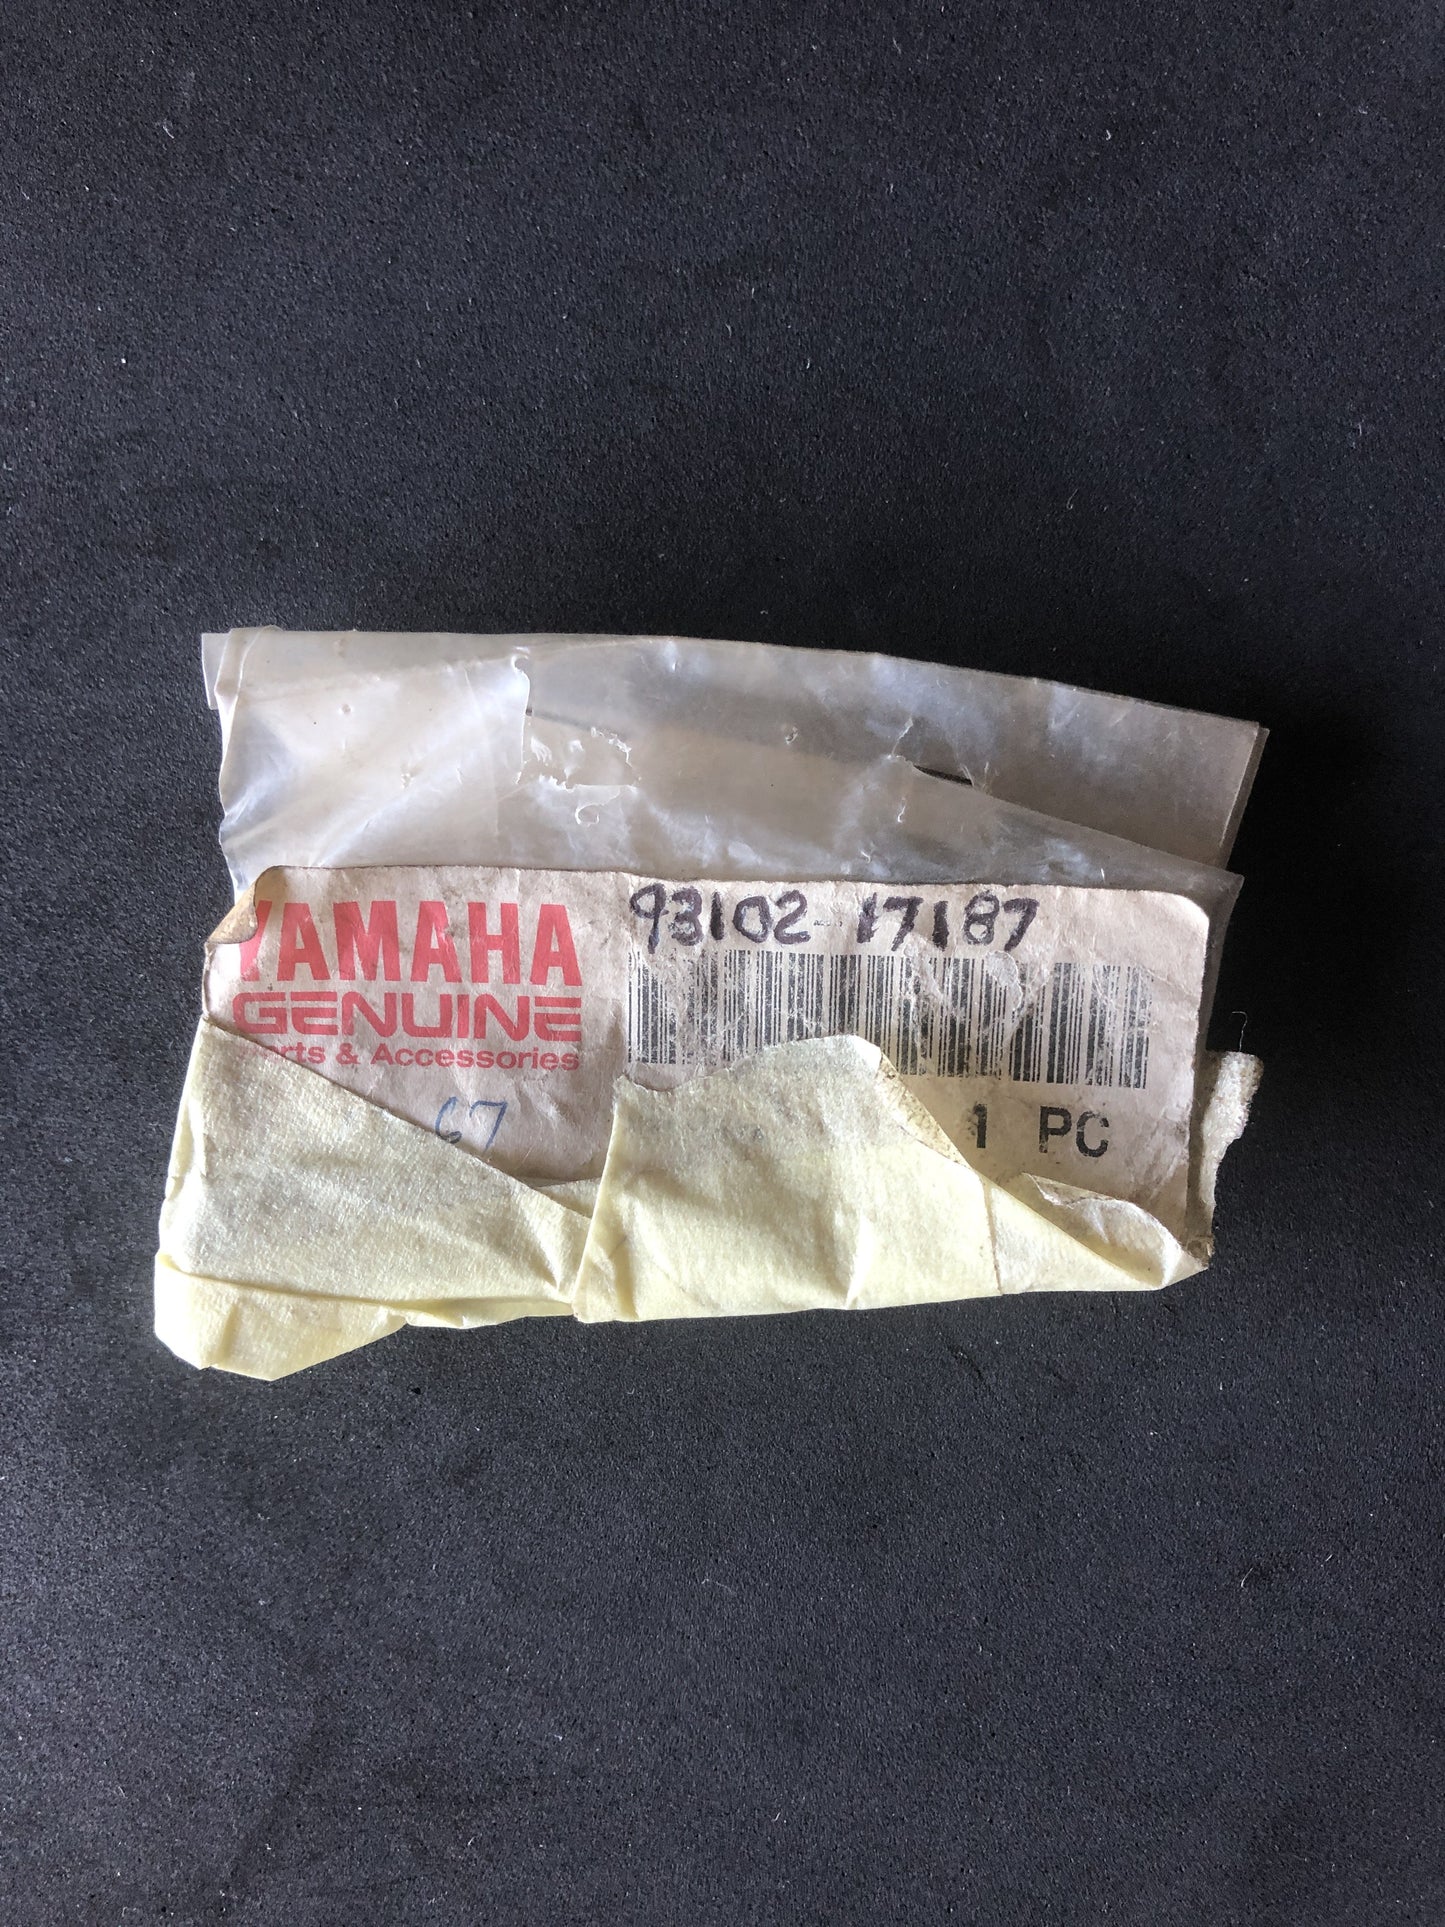 YAMAHA
GENUINE
Parts & Accessories
93102-17187
67
1 PC